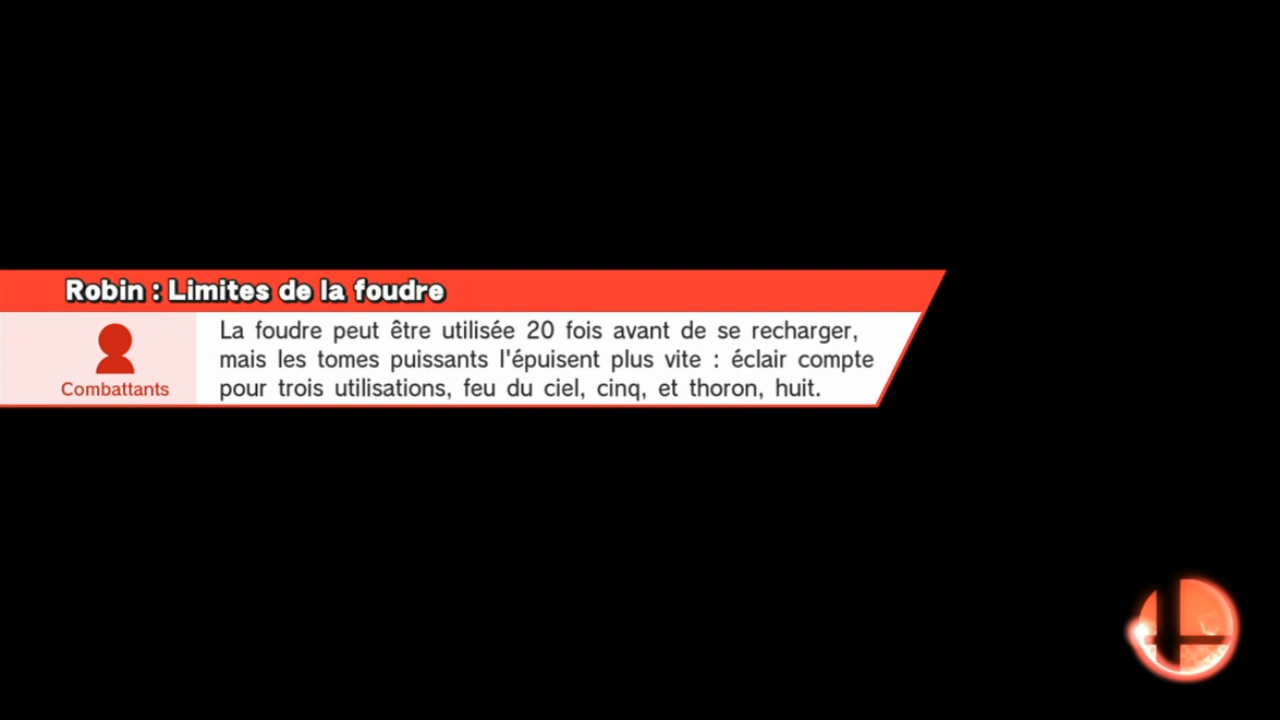 Robin : Limites de la foudre
La foudre peut être utilisée 20 fois avant de se recharger,
mais les tomes puissants l'épuisent plus vite : éclair compte
pour trois utilisations, feu du ciel, cinq, et thoron, huit.
Combattants